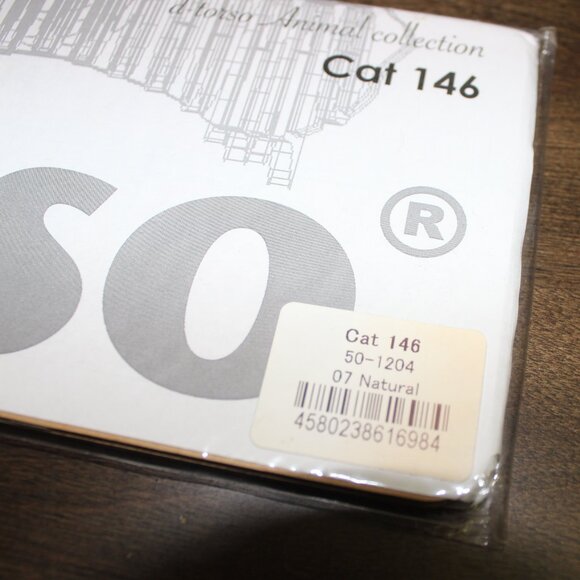 d-torso Animal collection
Cat 146
so®
Cat 146
50-1204
07 Natural
4580238616984